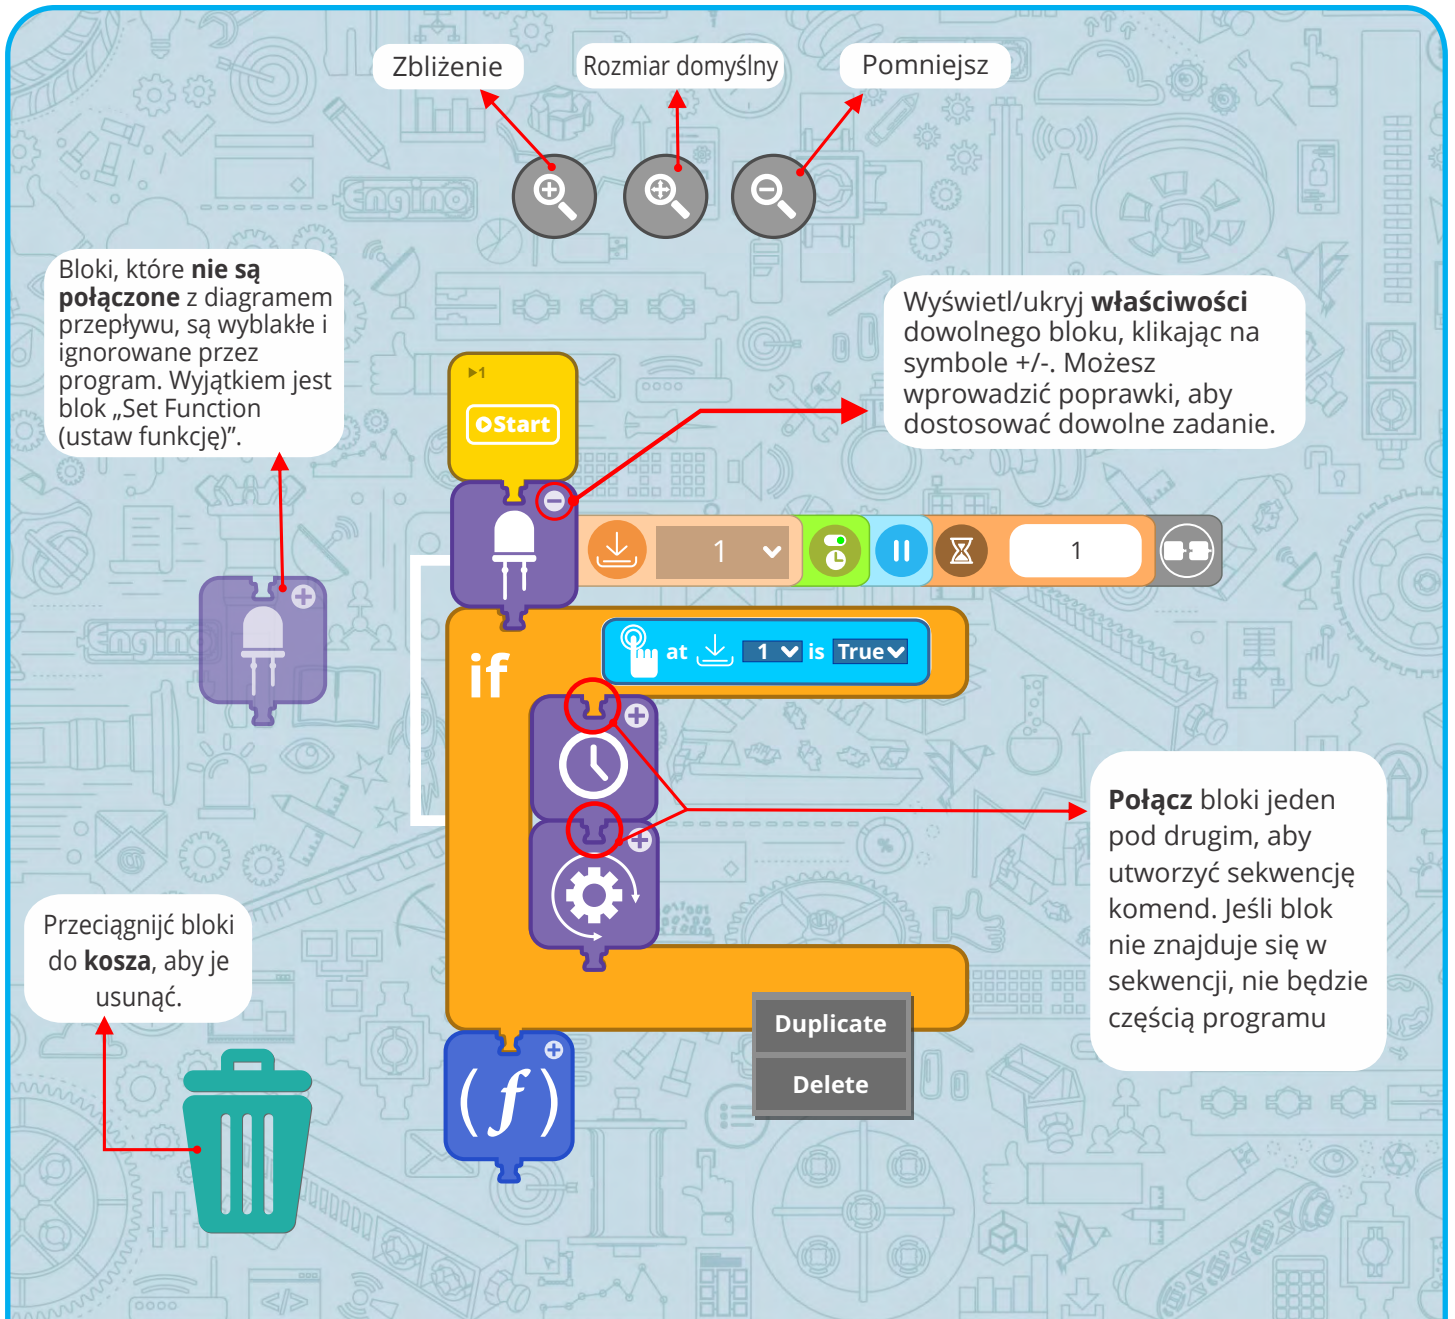 Zbliżenie
Rozmiar domyślny
Pomniejsz
Bloki, które nie są
połączone z diagramem
przepływu, są wyblakłe i
ignorowane przez
program. Wyjątkiem jest
blok „Set Function
(ustaw funkcję)”.
Wyświetl/ukryj właściwości
dowolnego bloku, klikając na
symbole +/-. Możesz
wprowadzić poprawki, aby
dostosować dowolne zadanie.
1
Start
1
1
if
at 1 is True
Połącz bloki jeden
pod drugim, aby
utworzyć sekwencję
komend. Jeśli blok
nie znajduje się w
sekwencji, nie będzie
częścią programu
Przeciągnijć bloki
do kosza, aby je
usunąć.
Duplicate
Delete
(f)
Engino
Engino